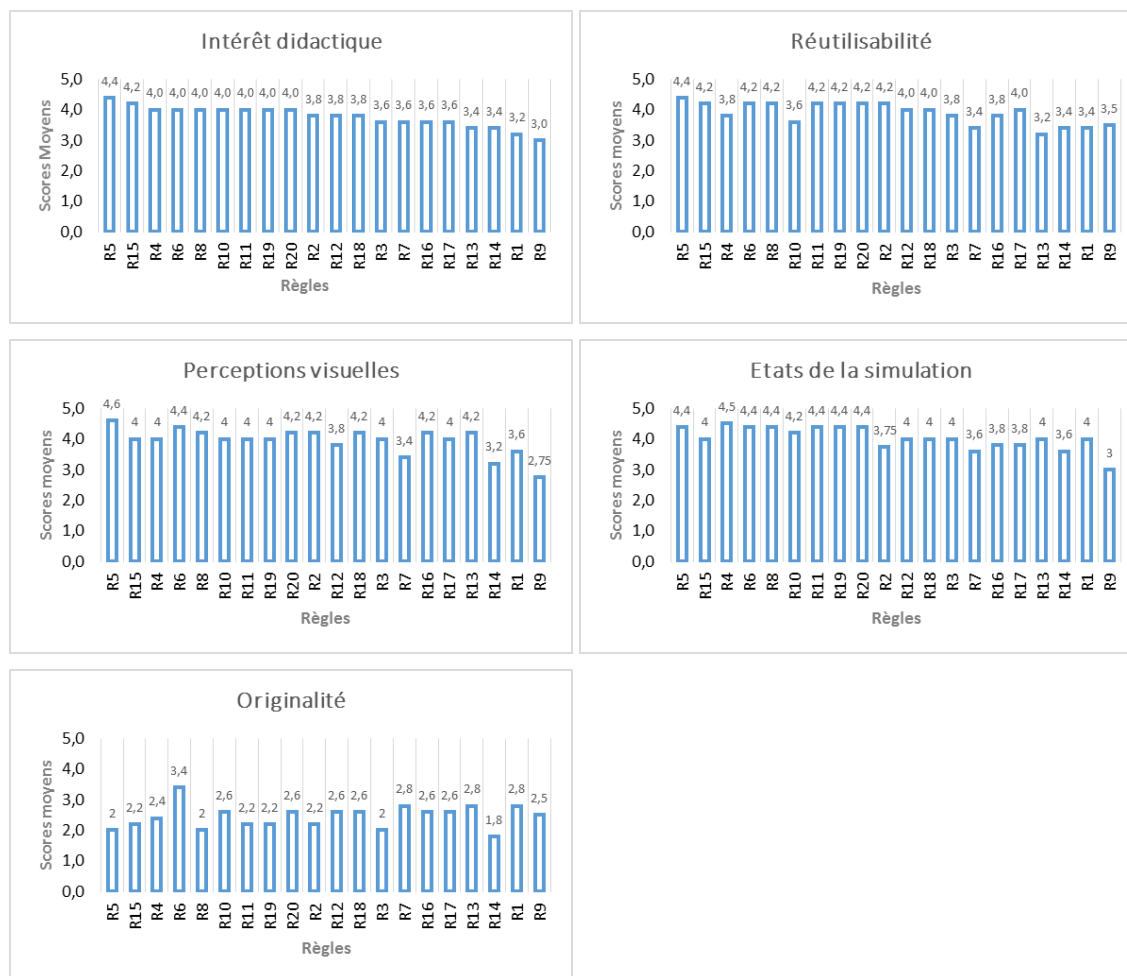 Intérêt didactique
5,0
4,0
3,0
2,0
1,0
0,0
Scores Moyens
4,4 4,2 4,0 4,0 4,0 4,0 4,0 4,0 4,0 3,8 3,8 3,8 3,6 3,6 3,6 3,6 3,4 3,4 3,2 3,0
R5 R15 R4 R6 R8 R10 R11 R19 R20 R2 R12 R18 R3 R7 R16 R17 R13 R14 R1 R9
Règles
Réutilisabilité
5,0
4,0
3,0
2,0
1,0
0,0
Scores moyens
4,4 4,2 3,8 4,2 4,2 3,6 4,2 4,2 4,2 4,2 4,0 4,0 3,8 3,4 3,8 4,0 3,2 3,4 3,4 3,5
R5 R15 R4 R6 R8 R10 R11 R19 R20 R2 R12 R18 R3 R7 R16 R17 R13 R14 R1 R9
Règles
Perceptions visuelles
5,0
4,0
3,0
2,0
1,0
0,0
Scores moyens
4,6 4 4 4,4 4,2 4 4 4 4,2 4,2 3,8 4,2 4 3,4 4,2 4 4,2 3,2 3,6 2,75
R5 R15 R4 R6 R8 R10 R11 R19 R20 R2 R12 R18 R3 R7 R16 R17 R13 R14 R1 R9
Règles
Etats de la simulation
5,0
4,0
3,0
2,0
1,0
0,0
Scores moyens
4,4 4 4,5 4,4 4,4 4,2 4,4 4,4 4,4 3,75 4 4 4 3,6 3,8 3,8 4 3,6 4 3
R5 R15 R4 R6 R8 R10 R11 R19 R20 R2 R12 R18 R3 R7 R16 R17 R13 R14 R1 R9
Règles
Originalité
5,0
4,0
3,0
2,0
1,0
0,0
Scores moyens
2 2,2 2,4 3,4 2 2,6 2,2 2,2 2,6 2,2 2,6 2,6 2 2,8 2,6 2,6 2,8 1,8 2,8 2,5
R5 R15 R4 R6 R8 R10 R11 R19 R20 R2 R12 R18 R3 R7 R16 R17 R13 R14 R1 R9
Règles